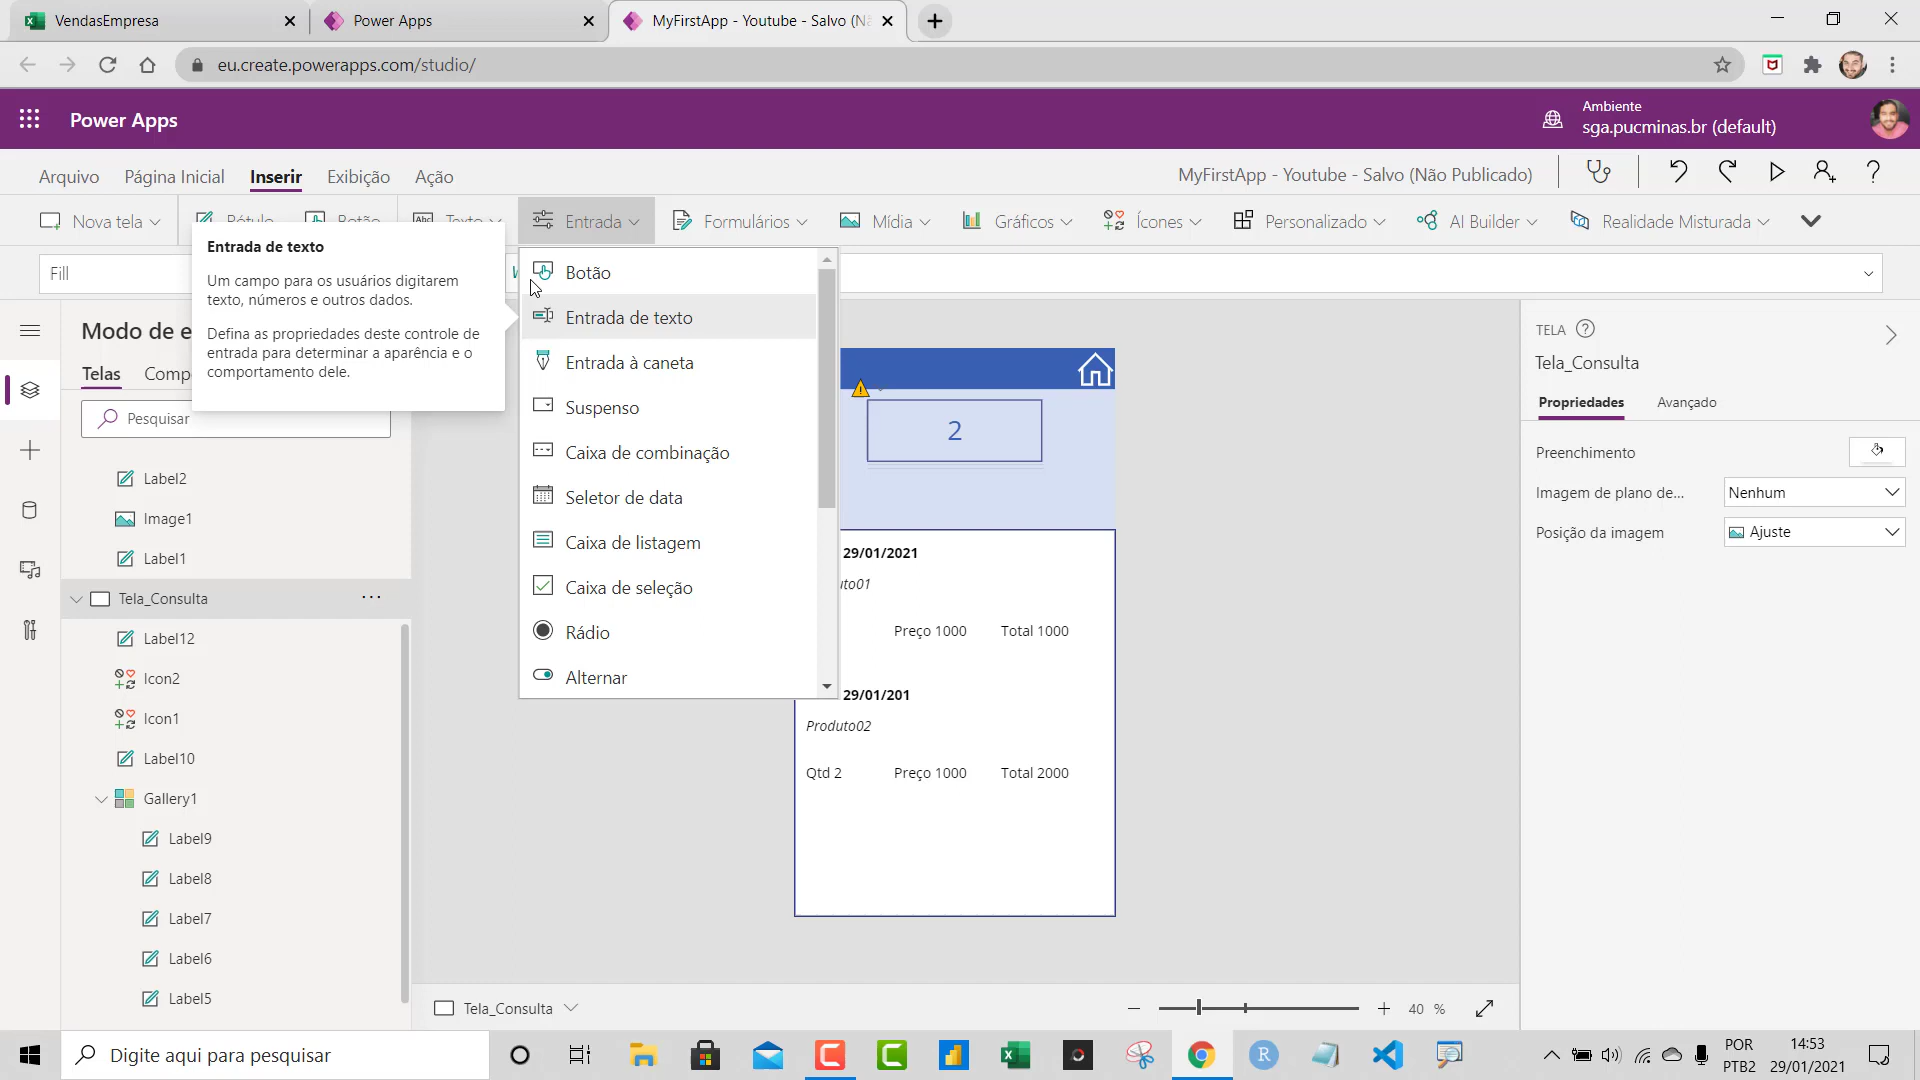 VendasEmpresa
Power Apps
MyFirstApp - Youtube - Salvo (N
eu.create.powerapps.com/studio/
Power Apps
Ambiente
sga.pucminas.br (default)
Arquivo
Página Inicial
Inserir
Exibição
Ação
MyFirstApp - Youtube - Salvo (Não Publicado)
Nova tela
Rótulo
Botão
Texto
Entrada
Formulários
Mídia
Gráficos
Ícones
Personalizado
AI Builder
Realidade Misturada
Fill
Entrada de texto
Um campo para os usuários digitarem
texto, números e outros dados.
Defina as propriedades deste controle de
entrada para determinar a aparência e o
comportamento dele.
Botão
Entrada de texto
Entrada à caneta
Suspenso
Caixa de combinação
Seletor de data
Caixa de listagem
Caixa de seleção
Rádio
Alternar
Modo de e
Telas
Comp
Pesquisar
Label2
Image1
Label1
Tela_Consulta
Label12
Icon2
Icon1
Label10
Gallery1
Label9
Label8
Label7
Label6
Label5
2
29/01/2021
uto01
Preço 1000
Total 1000
29/01/201
Produto02
Qtd 2
Preço 1000
Total 2000
TELA
Tela_Consulta
Propriedades
Avançado
Preenchimento
Imagem de plano de...
Nenhum
Posição da imagem
Ajuste
Tela_Consulta
40 %
Digite aqui para pesquisar
POR
PTB2
14:53
29/01/2021